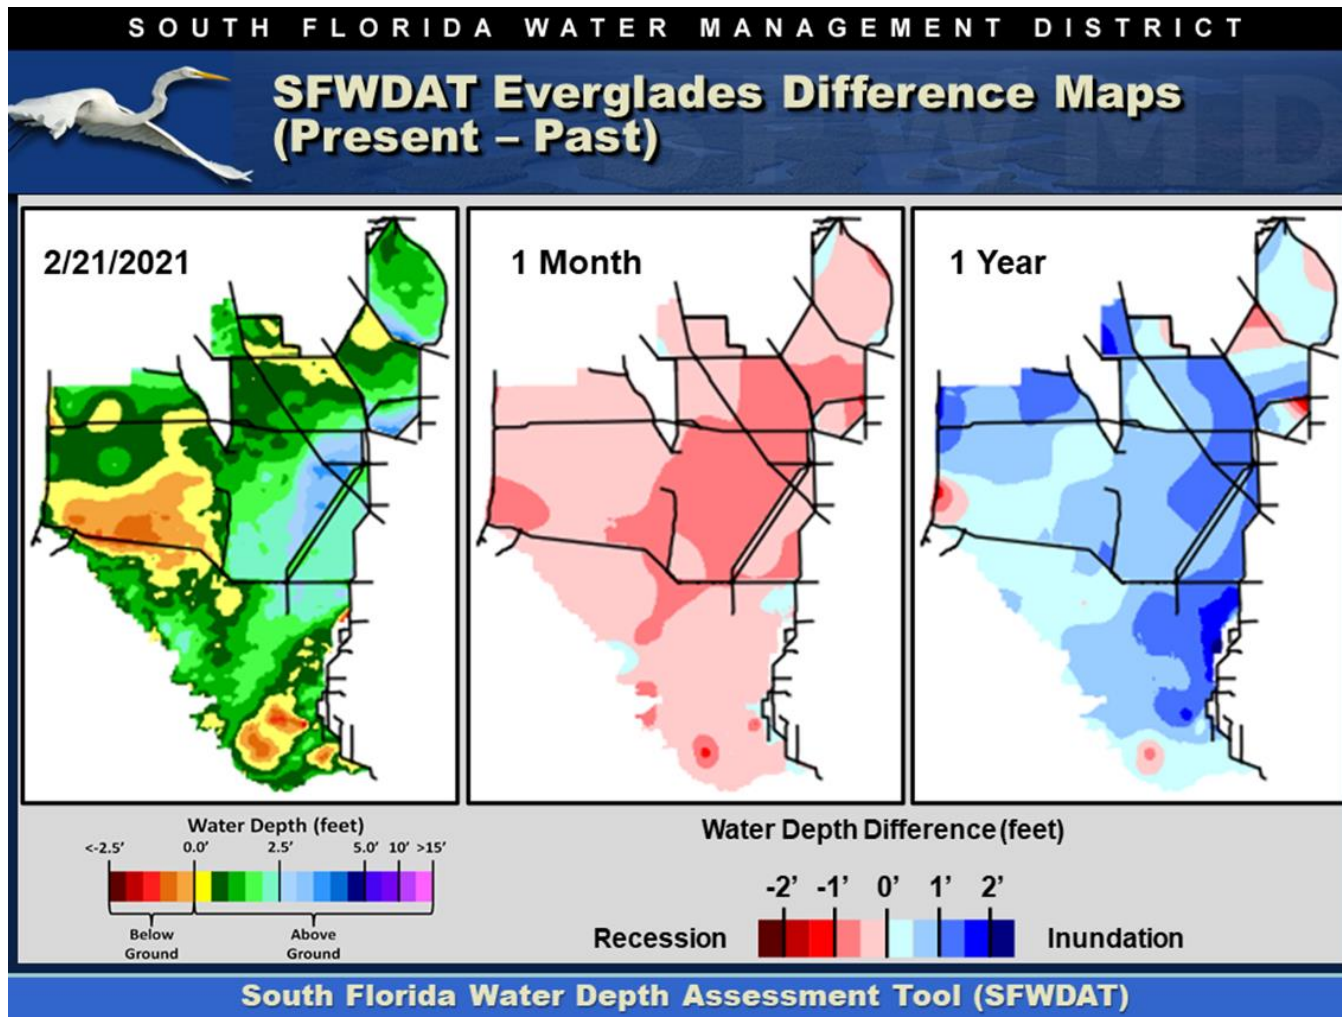 SOUTH FLORIDA WATER MANAGEMENT DISTRICT
SFWDAT Everglades Difference Maps
(Present – Past)
2/21/2021
1 Month
1 Year
Water Depth (feet)
<-2.5' 0.0' 2.5' 5.0' 10' >15'
Below
Ground
Above
Ground
Water Depth Difference (feet)
-2' -1' 0' 1' 2'
Recession
Inundation
South Florida Water Depth Assessment Tool (SFWDAT)